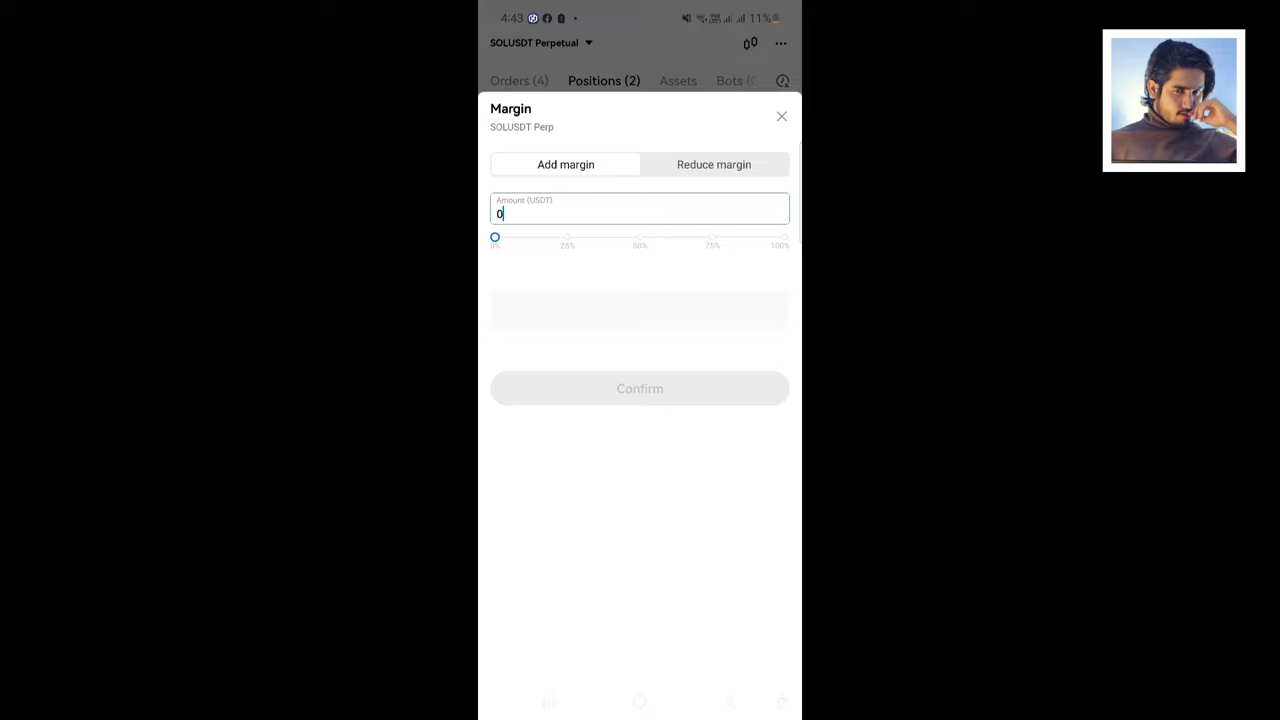 4:43 11%
SOLUSDT Perpetual
Orders (4) Positions (2) Assets Bots (
Margin
SOLUSDT Perp
Add margin Reduce margin
Amount (USDT)
0
0% 25% 50% 75% 100%
Confirm